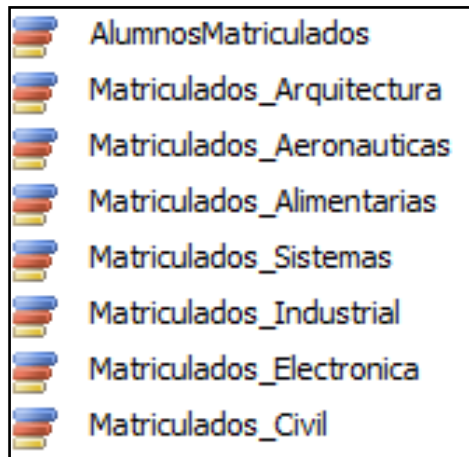 AlumnosMatriculados
Matriculados_Arquitectura
Matriculados_Aeronauticas
Matriculados_Alimentarias
Matriculados_Sistemas
Matriculados_Industrial
Matriculados_Electronica
Matriculados_Civil